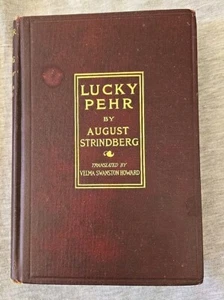 LUCKY
PEHR
BY
AUGUST
STRINDBERG
TRANSLATED BY
VELMA SWANSTON HOWARD